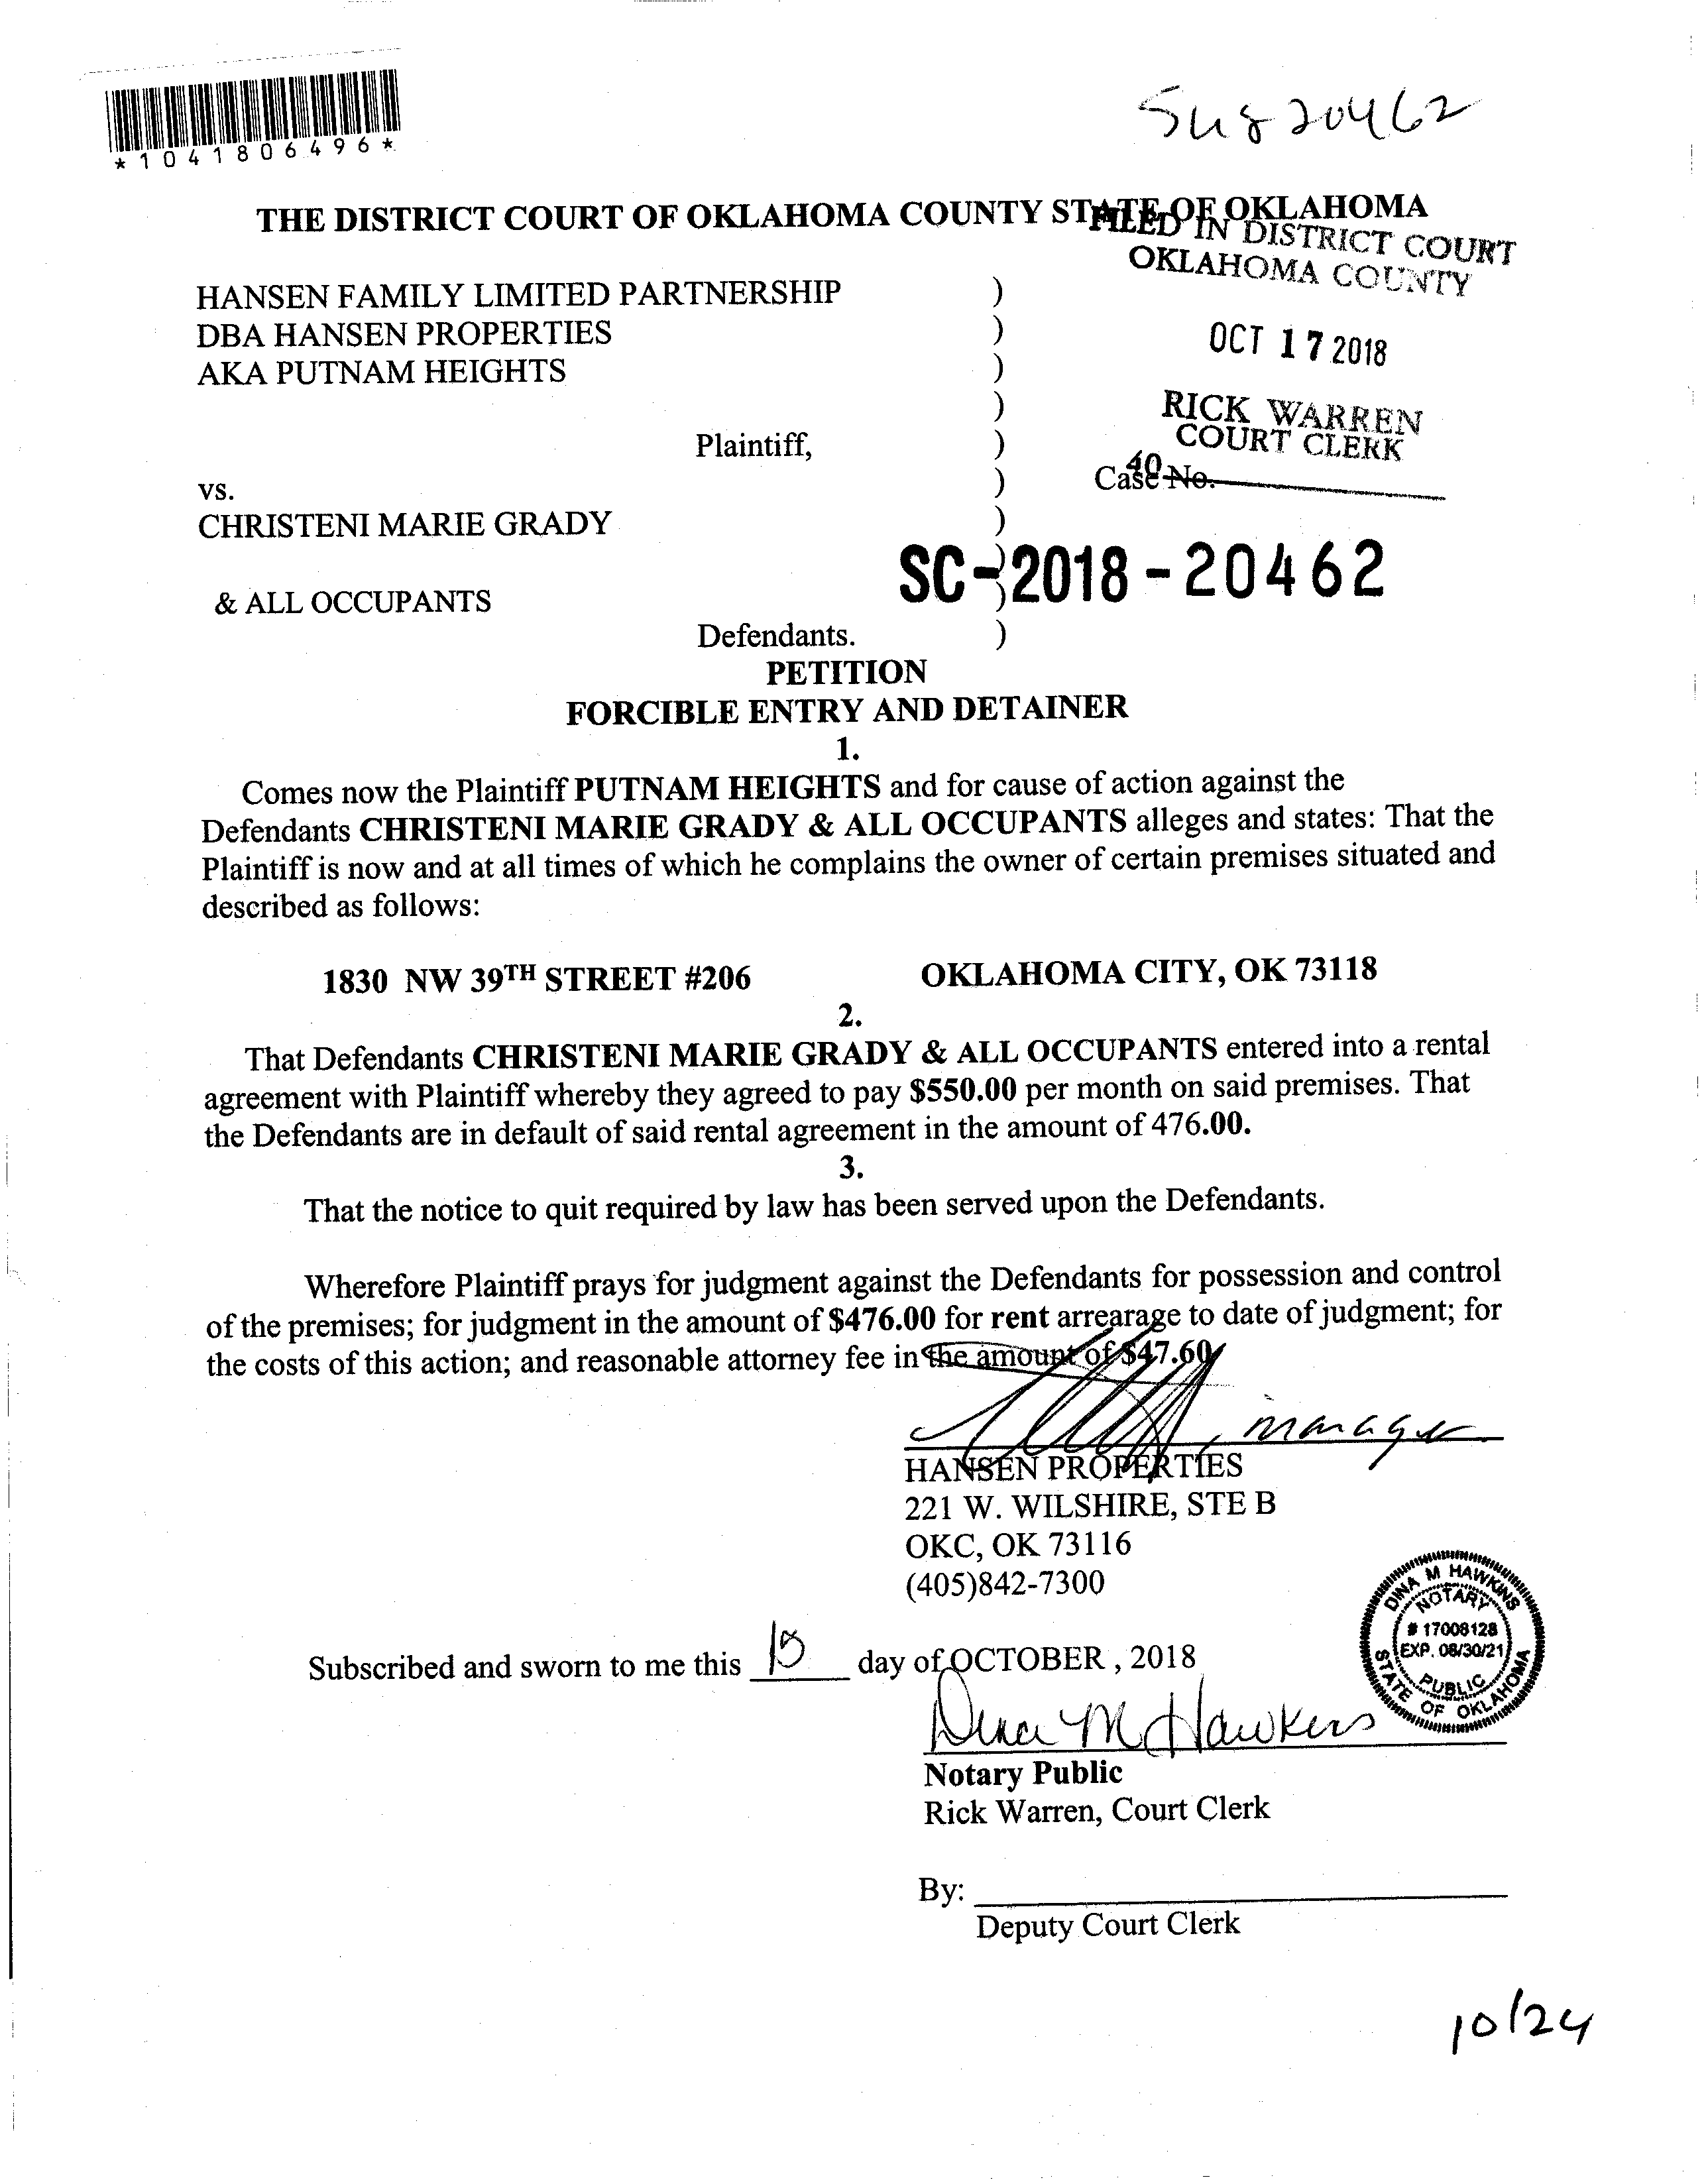 *1041806496*
THE DISTRICT COURT OF OKLAHOMA COUNTY STATE OF OKLAHOMA
FILED IN DISTRICT COURT
OKLAHOMA COUNTY
HANSEN FAMILY LIMITED PARTNERSHIP )
DBA HANSEN PROPERTIES )
AKA PUTNAM HEIGHTS )
OCT 17 2018
)
RICK WARREN
COURT CLERK
Plaintiff, )
40
vs. ) Case No.
CHRISTENI MARIE GRADY )
)
SC-2018-20462
& ALL OCCUPANTS )
Defendants. )
PETITION
FORCIBLE ENTRY AND DETAINER
1.
Comes now the Plaintiff PUTNAM HEIGHTS and for cause of action against the
Defendants CHRISTENI MARIE GRADY & ALL OCCUPANTS alleges and states: That the
Plaintiff is now and at all times of which he complains the owner of certain premises situated and
described as follows:
1830 NW 39TH STREET #206 OKLAHOMA CITY, OK 73118
2.
That Defendants CHRISTENI MARIE GRADY & ALL OCCUPANTS entered into a rental
agreement with Plaintiff whereby they agreed to pay $550.00 per month on said premises. That
the Defendants are in default of said rental agreement in the amount of 476.00.
3.
That the notice to quit required by law has been served upon the Defendants.
Wherefore Plaintiff prays for judgment against the Defendants for possession and control
of the premises; for judgment in the amount of $476.00 for rent arrearage to date of judgment; for
the costs of this action; and reasonable attorney fee in the amount of $47.60
, manager
HANSEN PROPERTIES
221 W. WILSHIRE, STE B
OKC, OK 73116
(405)842-7300
DINA M HAWKINS
NOTARY
# 17008128
EXP. 08/30/21
PUBLIC
STATE OF OKLAHOMA
Subscribed and sworn to me this 15 day of OCTOBER , 2018
Dina M Hawkins
Notary Public
Rick Warren, Court Clerk
By:
Deputy Court Clerk
10/24